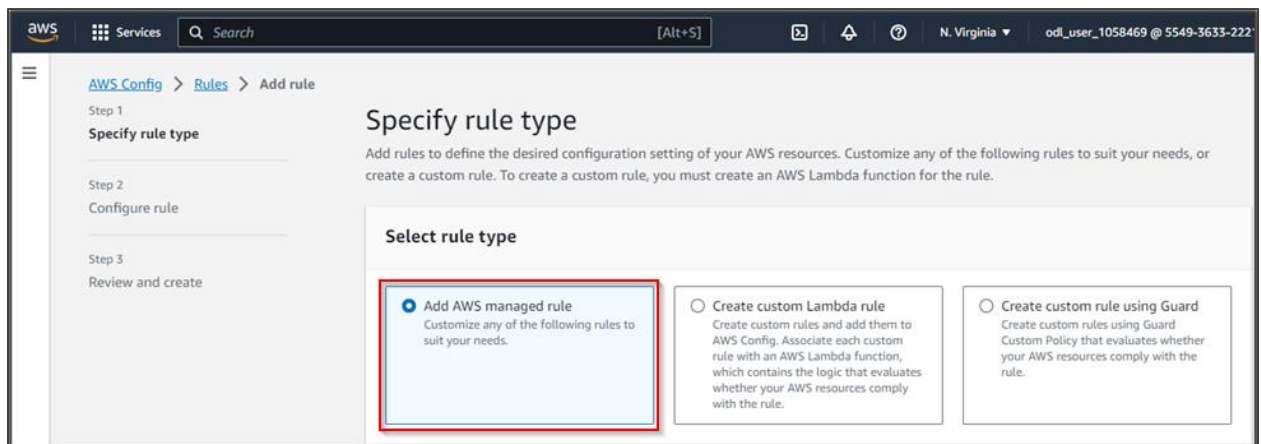 aws
Services
Search
[Alt+S]
N. Virginia
odl_user_1058469 @ 5549-3633-222
AWS Config > Rules > Add rule
Step 1
Specify rule type
Step 2
Configure rule
Step 3
Review and create
Specify rule type
Add rules to define the desired configuration setting of your AWS resources. Customize any of the following rules to suit your needs, or
create a custom rule. To create a custom rule, you must create an AWS Lambda function for the rule.
Select rule type
Add AWS managed rule
Customize any of the following rules to
suit your needs.
Create custom Lambda rule
Create custom rules and add them to
AWS Config. Associate each custom
rule with an AWS Lambda function,
which contains the logic that evaluates
whether your AWS resources comply
with the rule.
Create custom rule using Guard
Create custom rules using Guard
Custom Policy that evaluates whether
your AWS resources comply with the
rule.